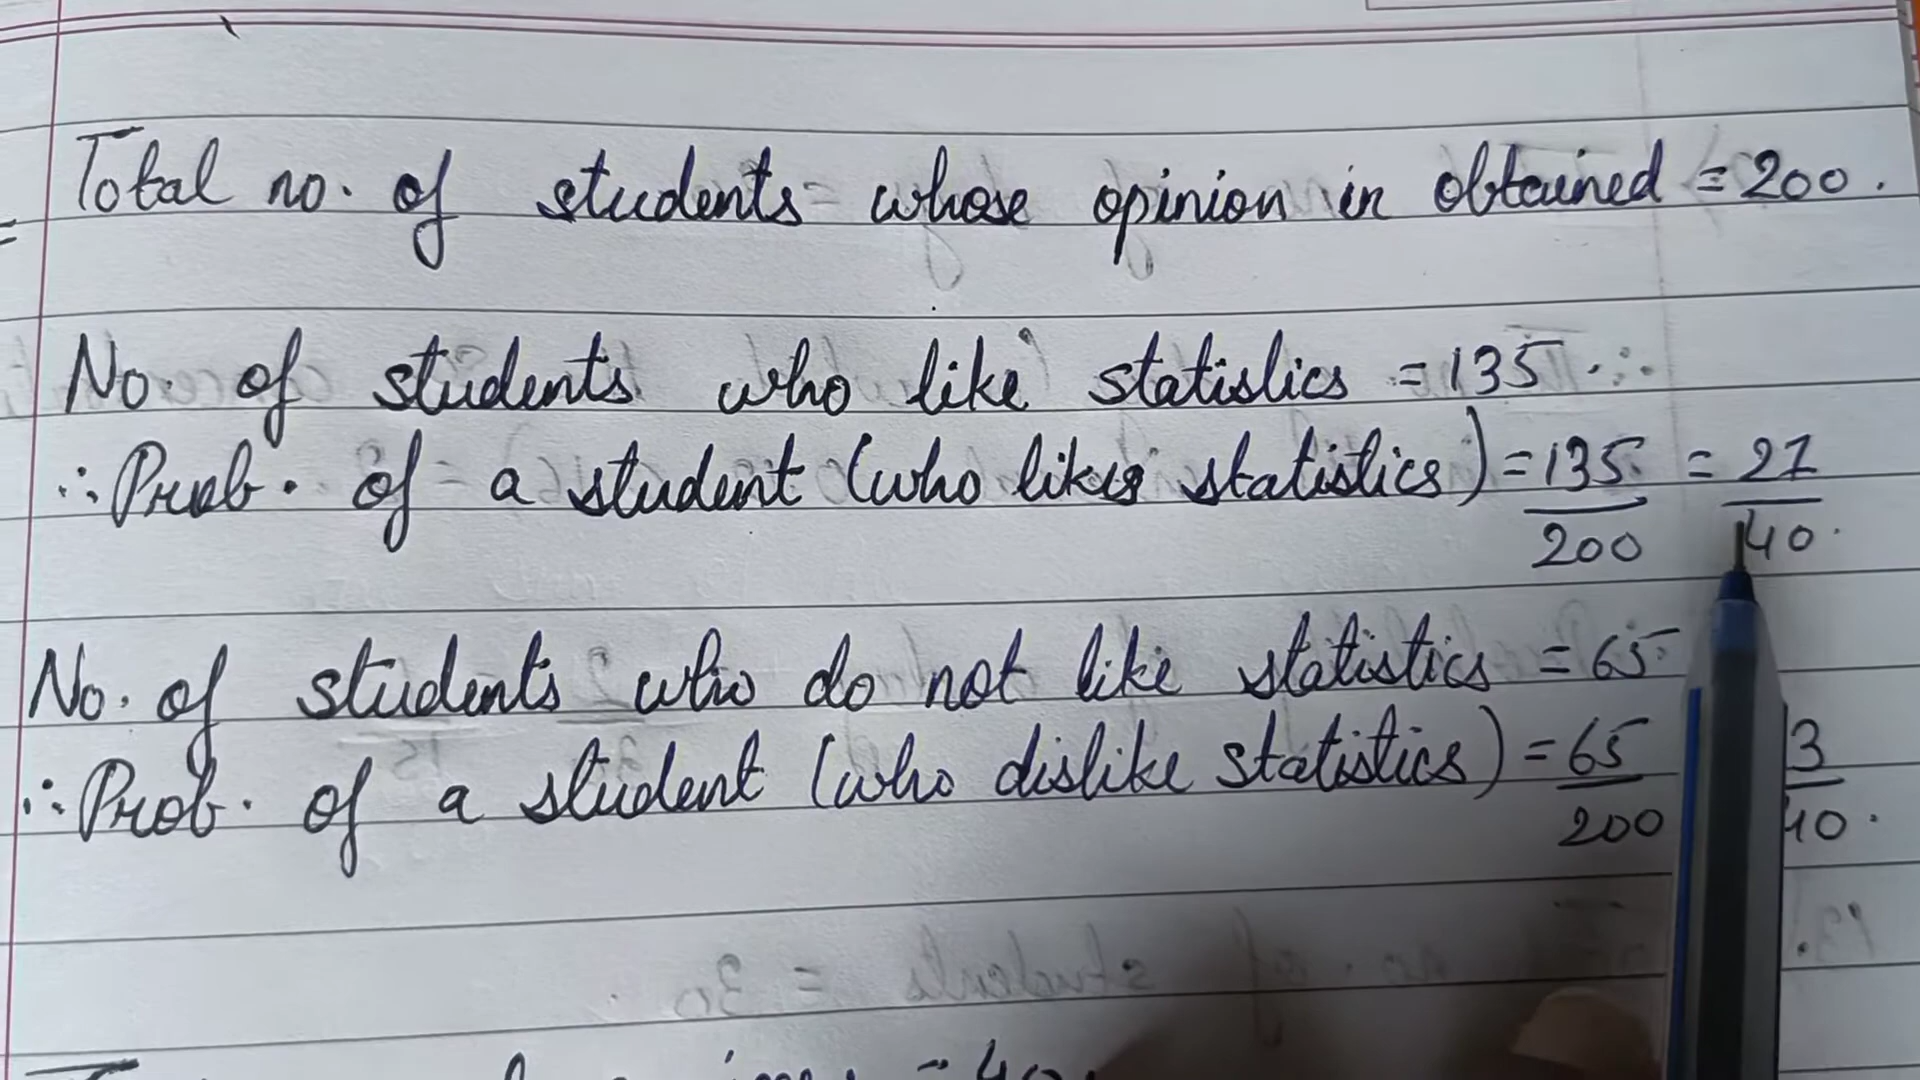 Total no. of students whose opinion in obtained = 200.
No. of students who like statistics = 135.
∴ Prob. of a student (who likes statistics) = 135/200 = 27/40.
No. of students who do not like statistics = 65
∴ Prob. of a student (who dislike statistics) = 65/200 3/40.
= 40.